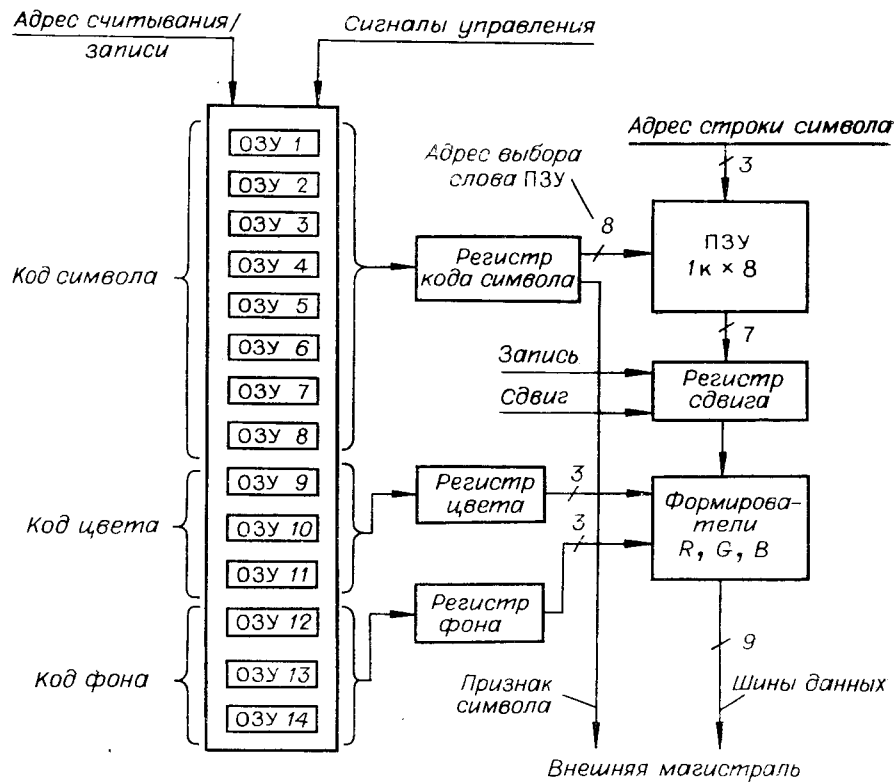 Адрес считывания/
записи
Сигналы управления
ОЗУ 1
ОЗУ 2
ОЗУ 3
ОЗУ 4
ОЗУ 5
ОЗУ 6
ОЗУ 7
ОЗУ 8
ОЗУ 9
ОЗУ 10
ОЗУ 11
ОЗУ 12
ОЗУ 13
ОЗУ 14
Код символа
Код цвета
Код фона
Адрес выбора
слова ПЗУ
8
Регистр
кода символа
Адрес строки символа
3
ПЗУ
1к × 8
7
Запись
Сдвиг
Регистр
сдвига
Регистр
цвета
3
Регистр
фона
3
Формирова-
тели
R, G, B
9
Признак
символа
Шины данных
Внешняя магистраль